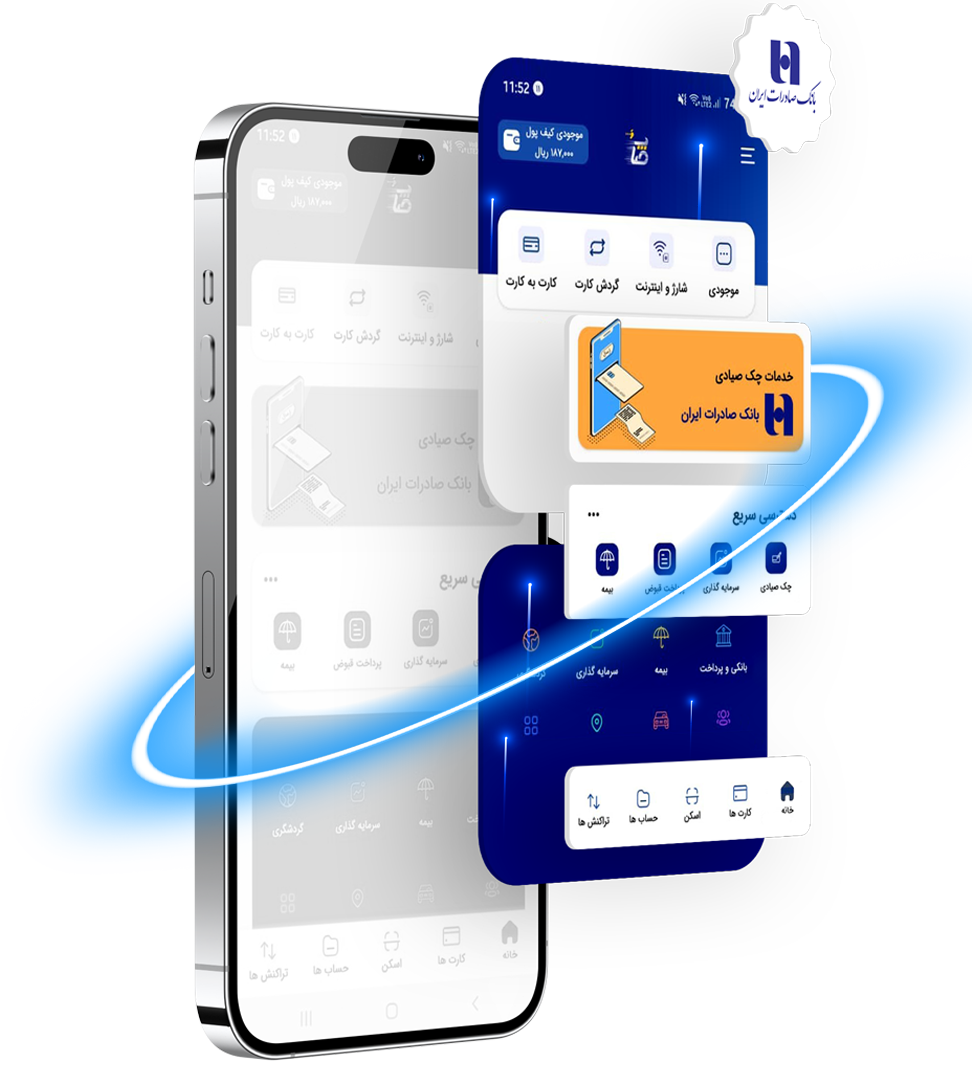 بانک صادرات ایران
11:52
74
موجودی کیف پول
۱۸۷,۰۰۰ ریال
موجودی
شارژ و اینترنت
گردش کارت
کارت به کارت
خدمات چک صیادی
بانک صادرات ایران
دسترسی سریع
چک صیادی
سرمایه گذاری
پرداخت قبوض
بیمه
بانکی و پرداخت
بیمه
سرمایه گذاری
گردشگری
خانه
کارت ها
اسکن
حساب ها
تراکنش ها
11:52
موجودی کیف پول
۱۸۷,۰۰۰ ریال
شارژ و اینترنت
گردش کارت
کارت به کارت
چک صیادی
بانک صادرات ایران
سریع
سرمایه گذاری
پرداخت قبوض
بیمه
بیمه
سرمایه گذاری
گردشگری
خانه
کارت ها
اسکن
حساب ها
تراکنش ها